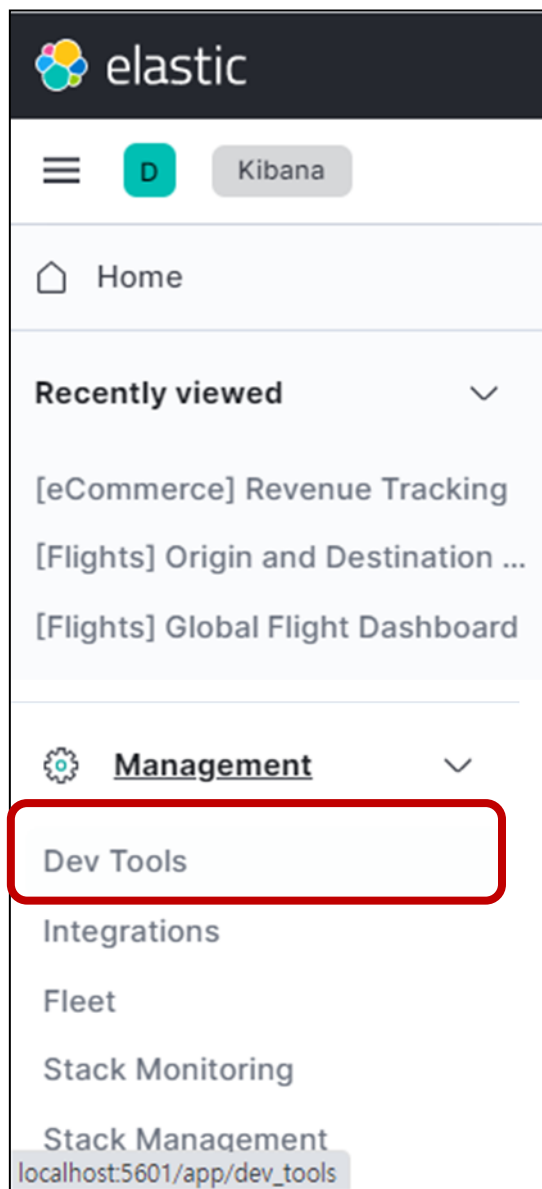 elastic
D Kibana
Home
Recently viewed
[eCommerce] Revenue Tracking
[Flights] Origin and Destination ...
[Flights] Global Flight Dashboard
Management
Dev Tools
Integrations
Fleet
Stack Monitoring
Stack Management
localhost:5601/app/dev_tools